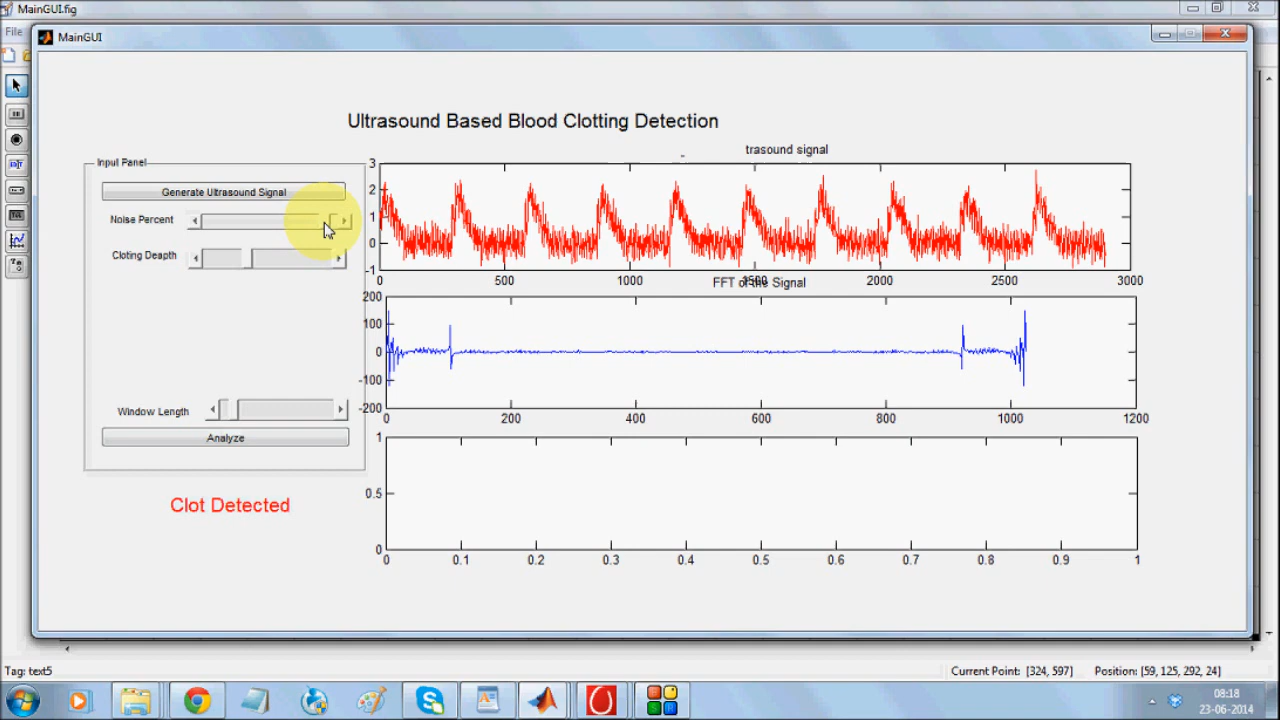 MainGUI.fig
File
MainGUI
Ultrasound Based Blood Clotting Detection
Input Panel
Generate Ultrasound Signal
Noise Percent
Cloting Deapth
Window Length
Analyze
Clot Detected
trasound signal
3
2
1
0
-1
0 500 1000 1500 2000 2500 3000
FFT of the Signal
200
100
0
-100
-200
0 200 400 600 800 1000 1200
1
0.5
0
0 0.1 0.2 0.3 0.4 0.5 0.6 0.7 0.8 0.9 1
Tag: text5
Current Point: [324, 597] Position: [59, 125, 292, 24]
08:18
23-06-2014